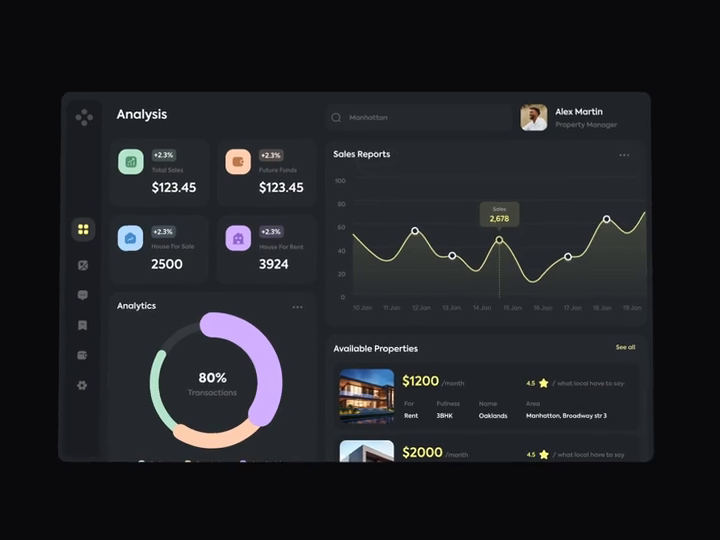 Analysis
Manhattan
Alex Martin
Property Manager
+2.3%
Total Sales
$123.45
+2.3%
Future Funds
$123.45
+2.3%
House For Sale
2500
+2.3%
House For Rent
3924
Sales Reports
100
80
60
40
20
0
Sales
2,678
10 Jan
11 Jan
12 Jan
13 Jan
14 Jan
15 Jan
16 Jan
17 Jan
18 Jan
19 Jan
Analytics
80%
Transactions
Available Properties
See all
$1200 /month
4.5 / what local have to say
For Fullness Name Area
Rent 3BHK Oaklands Manhatton, Broadway str 3
$2000 /month
4.5 / what local have to say